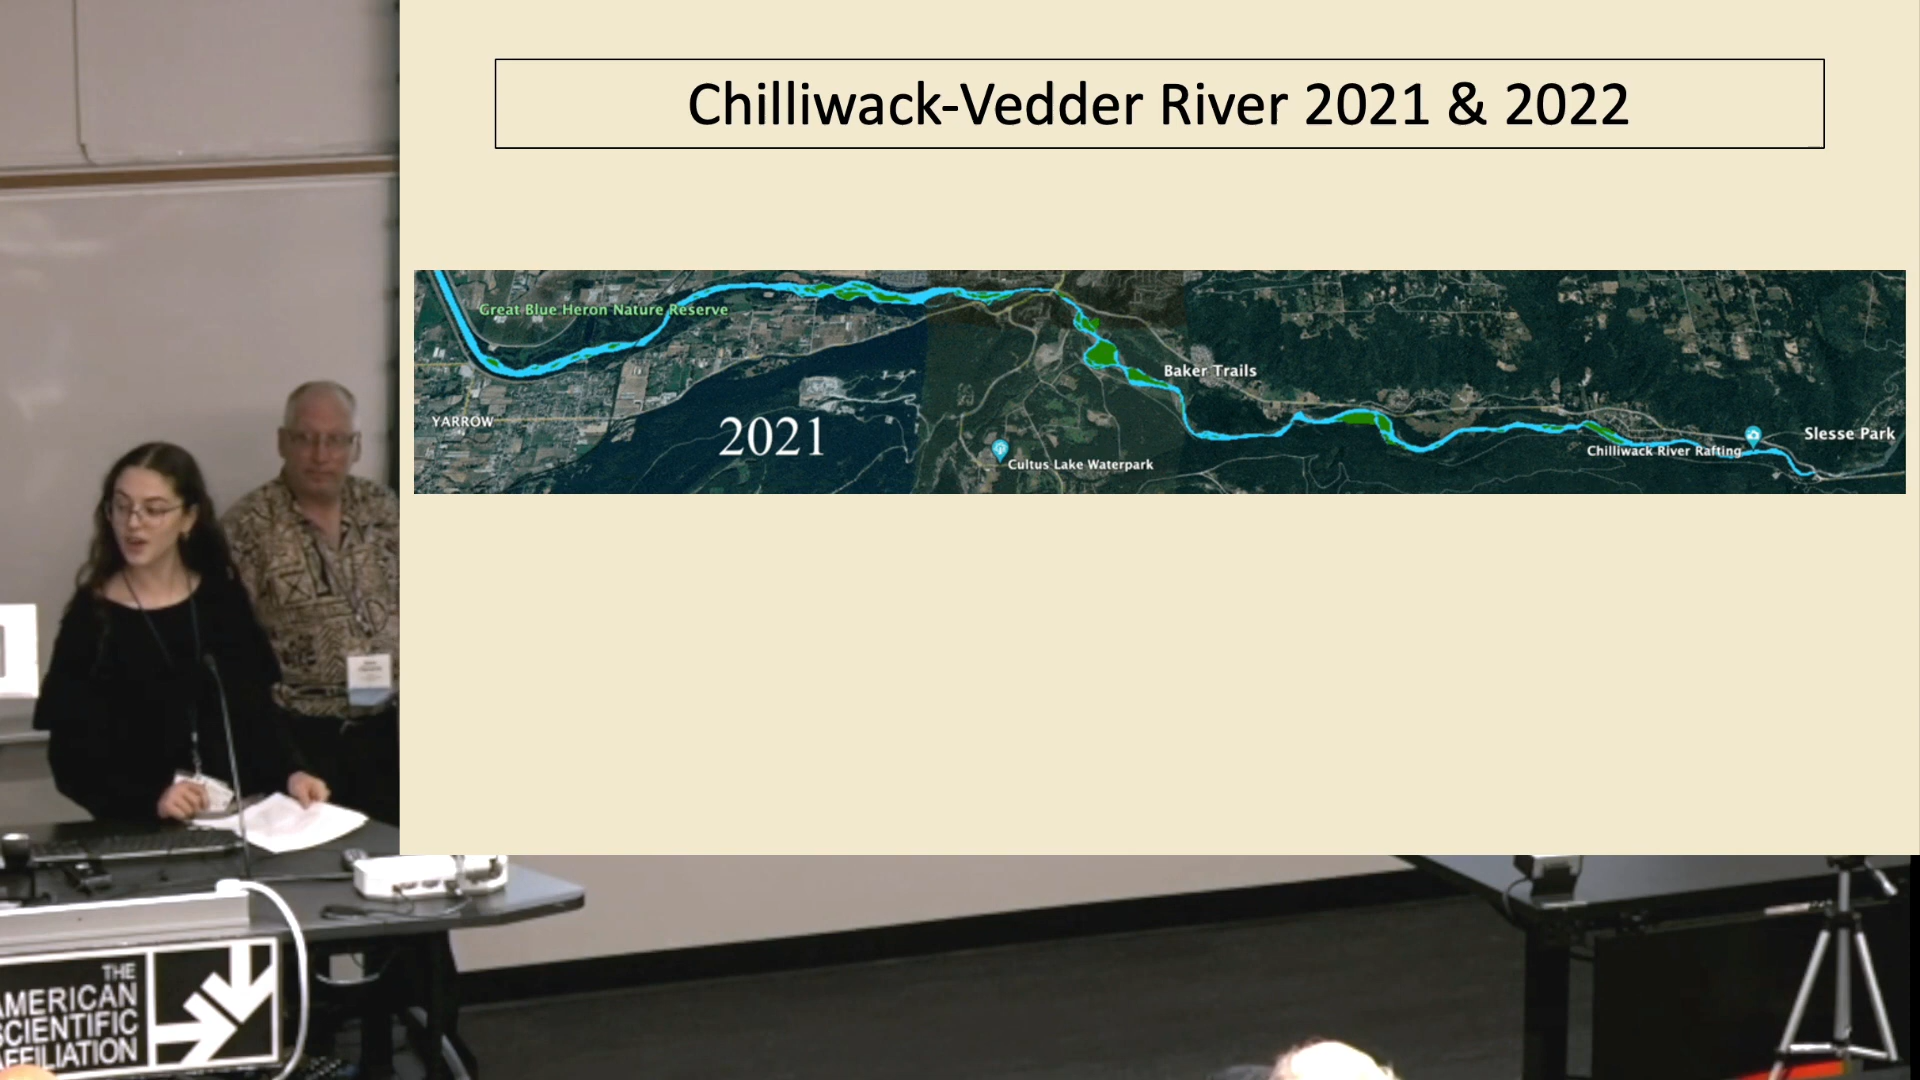 Chilliwack-Vedder River 2021 & 2022
Great Blue Heron Nature Reserve
Baker Trails
YARROW
2021
Cultus Lake Waterpark
Chilliwack River Rafting
Slesse Park
THE
AMERICAN
SCIENTIFIC
AFFILIATION